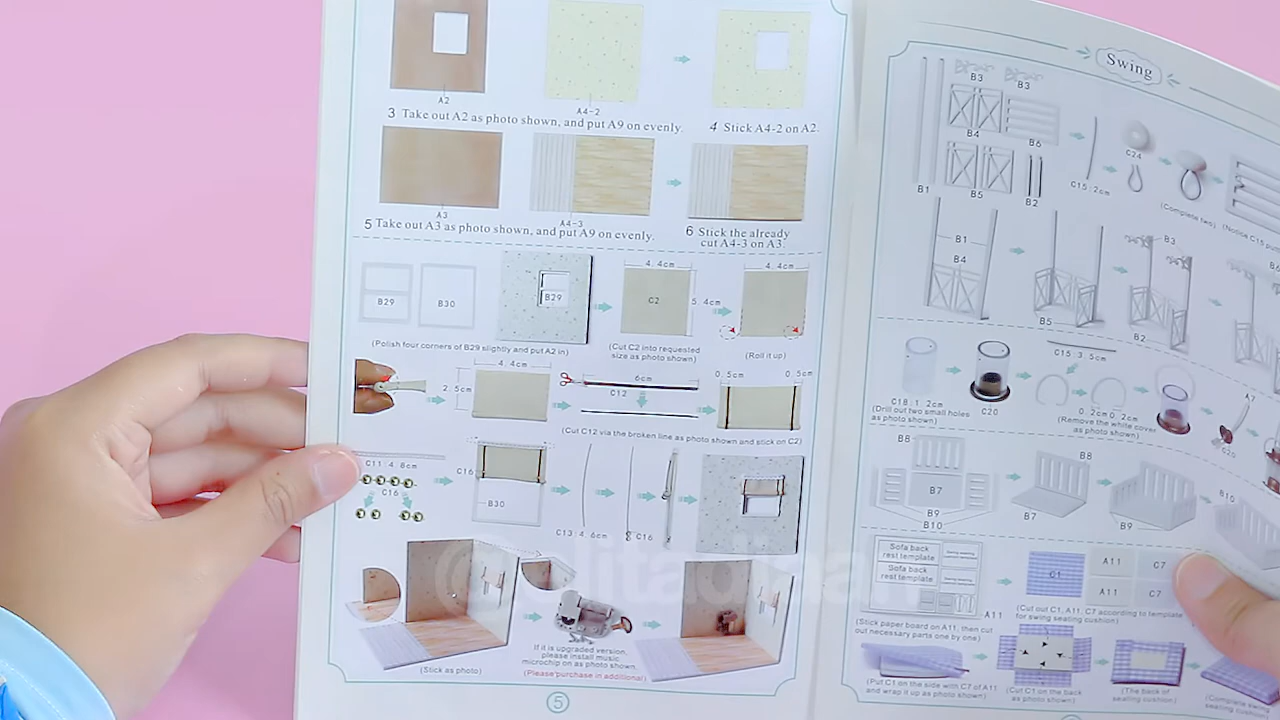 A2
A4-2
3 Take out A2 as photo shown, and put A9 on evenly.
4 Stick A4-2 on A2.
A3
A4-3
5 Take out A3 as photo shown, and put A9 on evenly.
6 Stick the already
cut A4-3 on A3.
B29
B30
B29
4.4cm
C2
5.4cm
4.4cm
(Polish four corners of B29 slightly and put A2 in)
(Cut C2 into requested
size as photo shown)
(Roll it up)
4.4cm
2.5cm
6cm
C12
0.5cm
0.5cm
(Cut C12 via the broken line as photo shown and stick on C2)
C11 4.8cm
C16
C16
B30
C13:4.6cm
C16
(Stick as photo)
If it is upgraded version,
please install music
microchip on as photo shown.
(Please purchase in additional)
5
Swing
B3
B3
B4
B6
B1
B5
B2
C15:2cm
C24
(Complete two)
B1
B4
B5
B3
B2
C18:1.2cm
(Drill out two small holes
as photo shown)
C20
C15 3.5cm
0.2cm 0.2cm
(Remove the white cover
as photo shown)
A7
B8
B7
B9
B10
B7
B8
B9
B10
Sofa back
rest template
Sofa back
rest template
A11
(Stick paper board on A11, then cut
out necessary parts one by one)
C1
A11
C7
A11
C7
(Cut out C1, A11, C7 according to template
for swing seating cushion)
(Put C1 on the side with C7 of A11
and wrap it up as photo shown)
(Cut C1 on the back
as photo shown)
(The back of
seating cushion)
(Complete swing
seating cushion)